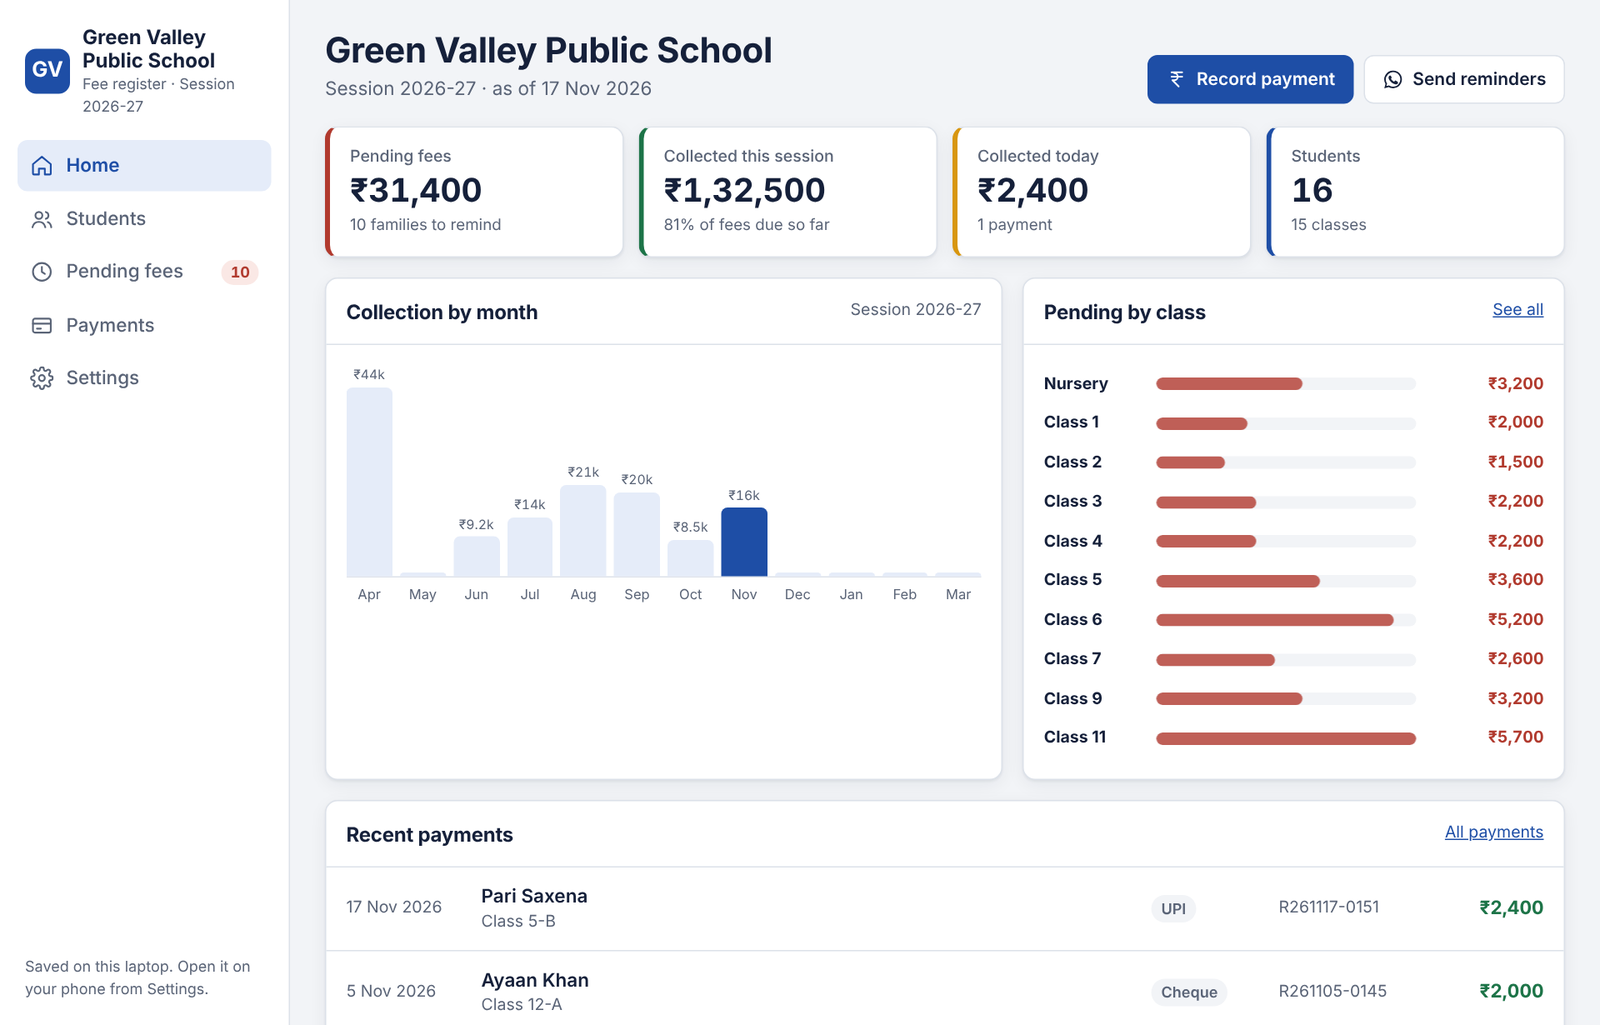 GV
Green Valley
Public School
Fee register · Session
2026-27
Home
Students
Pending fees 10
Payments
Settings
Saved on this laptop. Open it on
your phone from Settings.
Green Valley Public School
Session 2026-27 · as of 17 Nov 2026
₹ Record payment
Send reminders
Pending fees
₹31,400
10 families to remind
Collected this session
₹1,32,500
81% of fees due so far
Collected today
₹2,400
1 payment
Students
16
15 classes
Collection by month
Session 2026-27
₹44k
₹9.2k
₹14k
₹21k
₹20k
₹8.5k
₹16k
Apr May Jun Jul Aug Sep Oct Nov Dec Jan Feb Mar
Pending by class
See all
Nursery ₹3,200
Class 1 ₹2,000
Class 2 ₹1,500
Class 3 ₹2,200
Class 4 ₹2,200
Class 5 ₹3,600
Class 6 ₹5,200
Class 7 ₹2,600
Class 9 ₹3,200
Class 11 ₹5,700
Recent payments
All payments
17 Nov 2026
Pari Saxena
Class 5-B
UPI
R261117-0151
₹2,400
5 Nov 2026
Ayaan Khan
Class 12-A
Cheque
R261105-0145
₹2,000